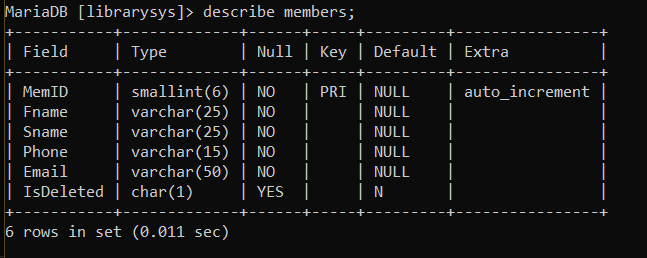 MariaDB [librarysys]> describe members;
+-----------+-------------+------+-----+---------+----------------+
| Field     | Type        | Null | Key | Default | Extra          |
+-----------+-------------+------+-----+---------+----------------+
| MemID     | smallint(6) | NO   | PRI | NULL    | auto_increment |
| Fname     | varchar(25) | NO   |     | NULL    |                |
| Sname     | varchar(25) | NO   |     | NULL    |                |
| Phone     | varchar(15) | NO   |     | NULL    |                |
| Email     | varchar(50) | NO   |     | NULL    |                |
| IsDeleted | char(1)     | YES  |     | N       |                |
+-----------+-------------+------+-----+---------+----------------+
6 rows in set (0.011 sec)